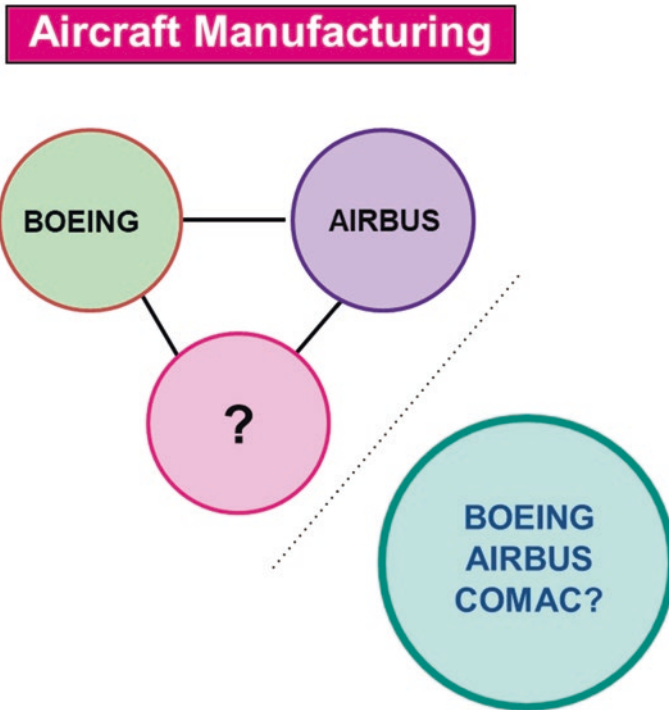 Aircraft Manufacturing
BOEING
AIRBUS
?
BOEING
AIRBUS
COMAC?